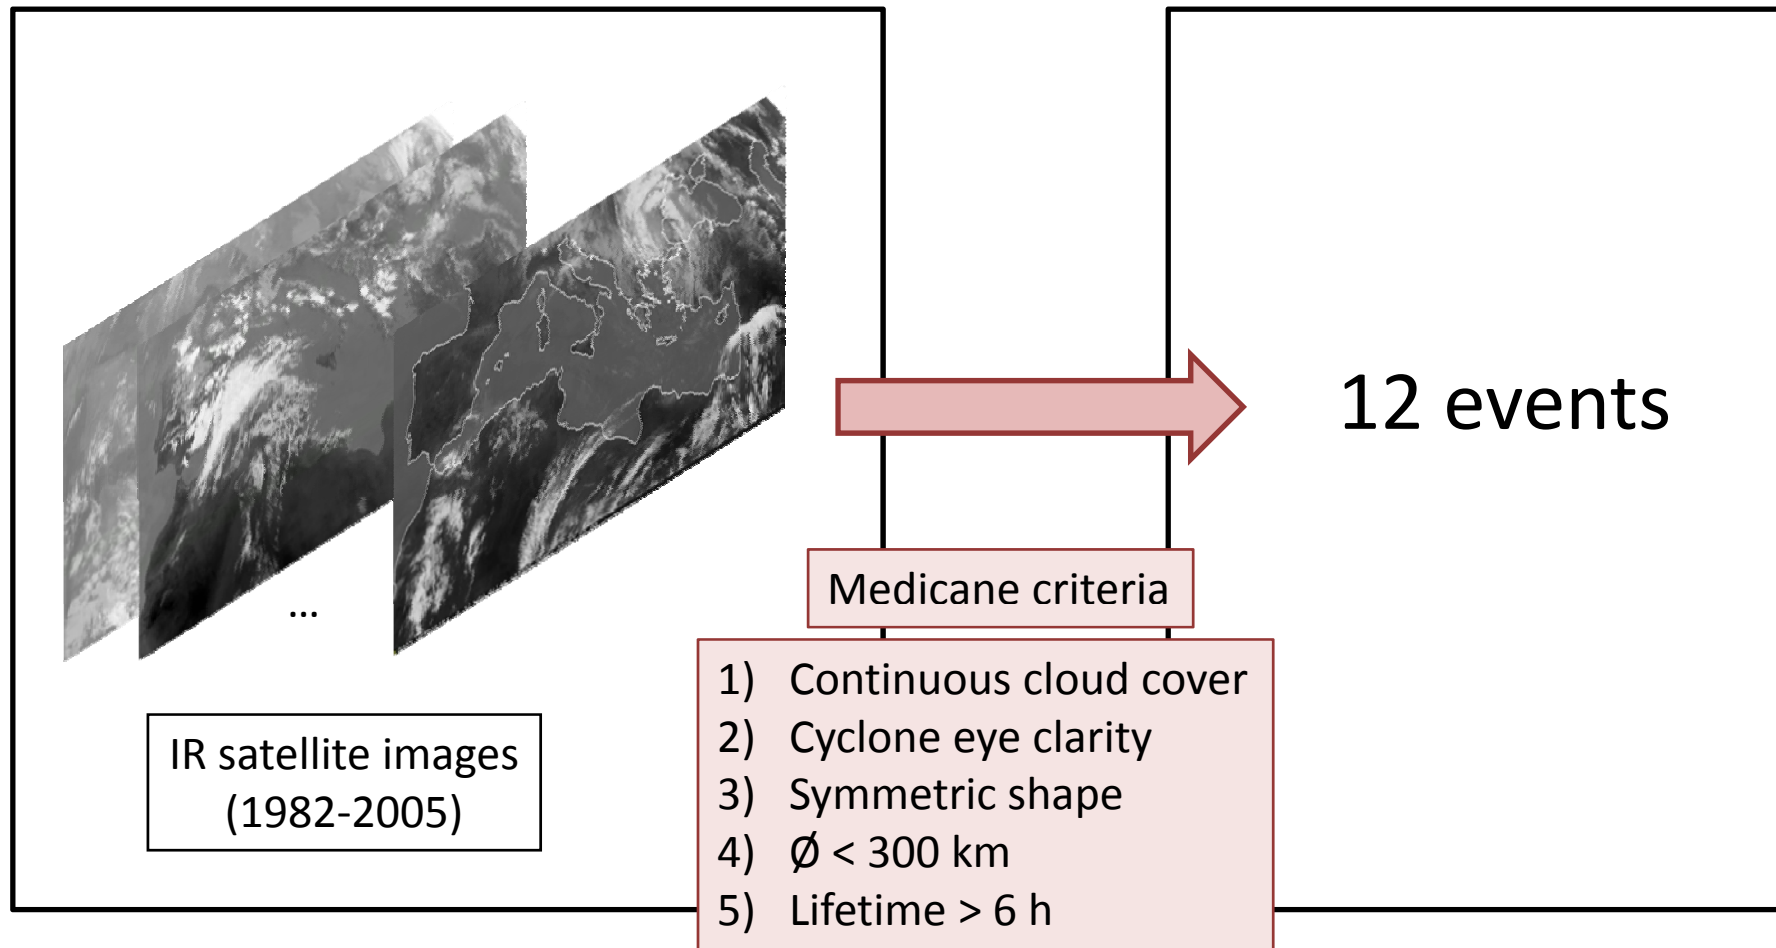 ...
IR satellite images
(1982-2005)
12 events
Medicane criteria
1) Continuous cloud cover
2) Cyclone eye clarity
3) Symmetric shape
4) Ø < 300 km
5) Lifetime > 6 h